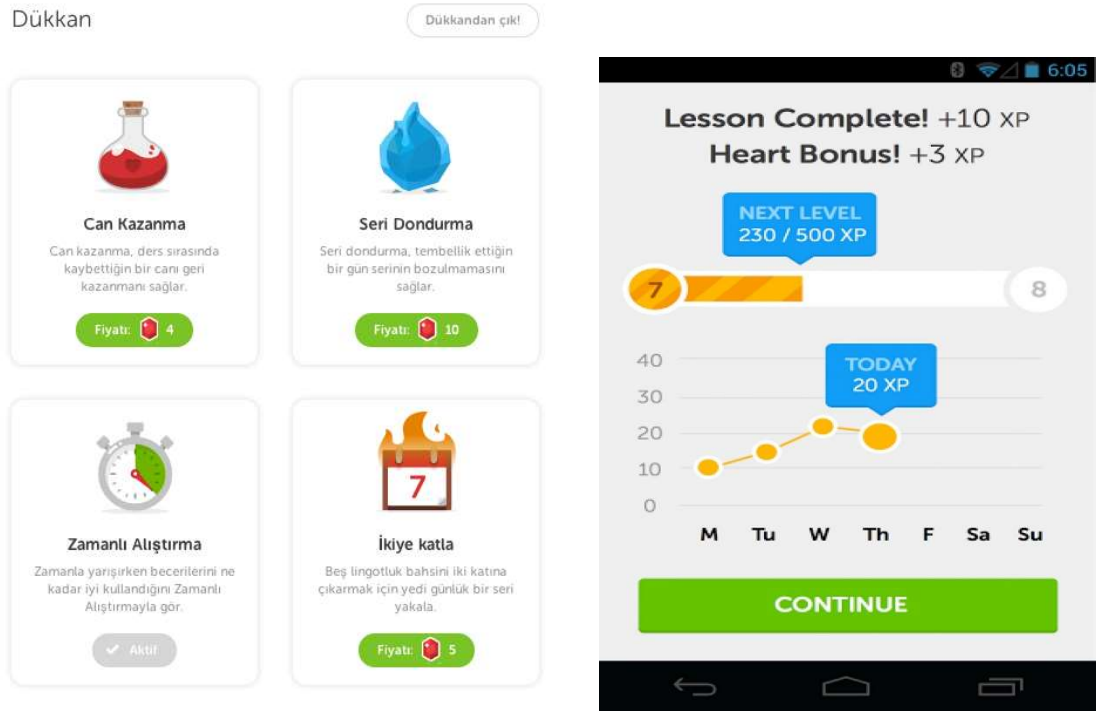 Dükkan
Dükkandan çık!
Can Kazanma
Can kazanma, ders sırasında
kaybettiğin bir canı geri
kazanmanı sağlar.
Fiyatı: 4
Seri Dondurma
Seri dondurma, tembellik ettiğin
bir gün serinin bozulmamasını
sağlar.
Fiyatı: 10
Zamanlı Alıştırma
Zamanla yarışırken becerilerini ne
kadar iyi kullandığını Zamanlı
Alıştırmayla gör.
Aktif
7
İkiye katla
Beş lingotluk bahsini iki katına
çıkarmak için yedi günlük bir seri
yakala.
Fiyatı: 5
6:05
Lesson Complete! +10 XP
Heart Bonus! +3 XP
NEXT LEVEL
230 / 500 XP
7
8
TODAY
20 XP
40
30
20
10
0
M Tu W Th F Sa Su
CONTINUE